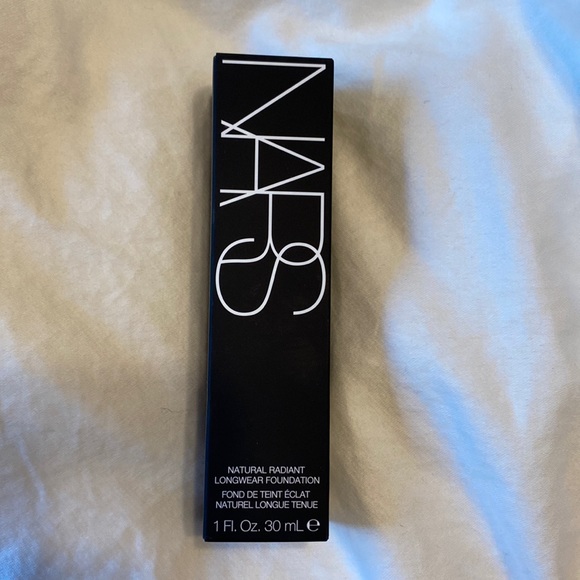 NARS
NATURAL RADIANT
LONGWEAR FOUNDATION
FOND DE TEINT ÉCLAT
NATUREL LONGUE TENUE
1 Fl. Oz. 30 mL ℮